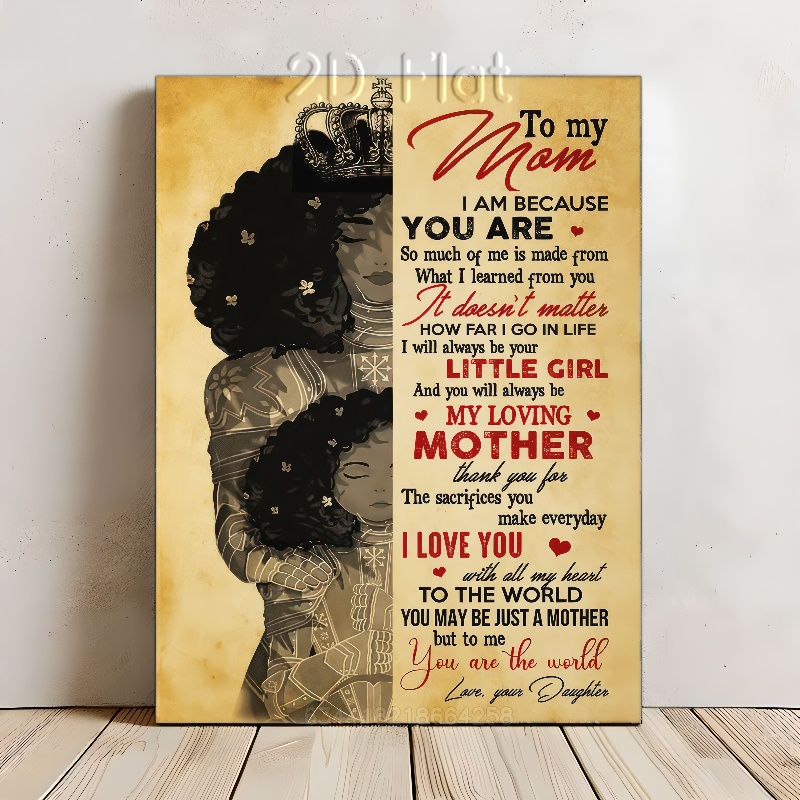 2D Flat
To my
Mom
I AM BECAUSE
YOU ARE
So much of me is made from
What I learned from you
It doesn't matter
HOW FAR I GO IN LIFE
I will always be your
LITTLE GIRL
And you will always be
MY LOVING
MOTHER
thank you for
The sacrifices you
make everyday
I LOVE YOU
with all my heart
TO THE WORLD
YOU MAY BE JUST A MOTHER
but to me
You are the world
Love, your Daughter